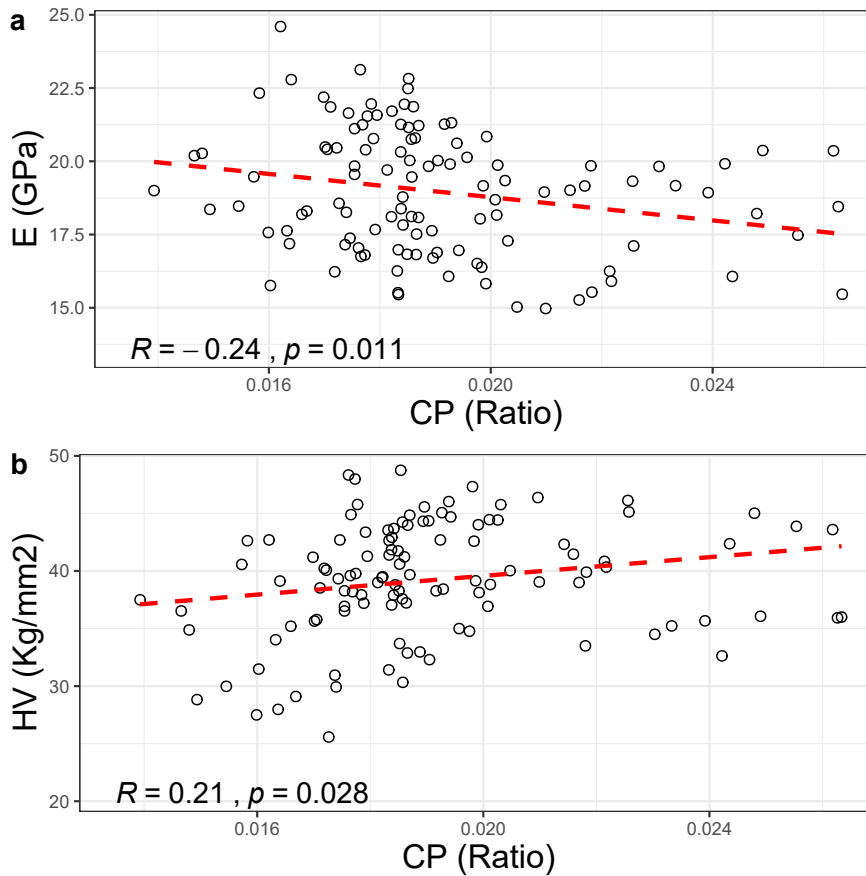 a
25.0
22.5
20.0
17.5
15.0
E (GPa)
R = − 0.24 , p = 0.011
0.016
0.020
0.024
CP (Ratio)
b
50
40
30
20
HV (Kg/mm2)
R = 0.21 , p = 0.028
0.016
0.020
0.024
CP (Ratio)